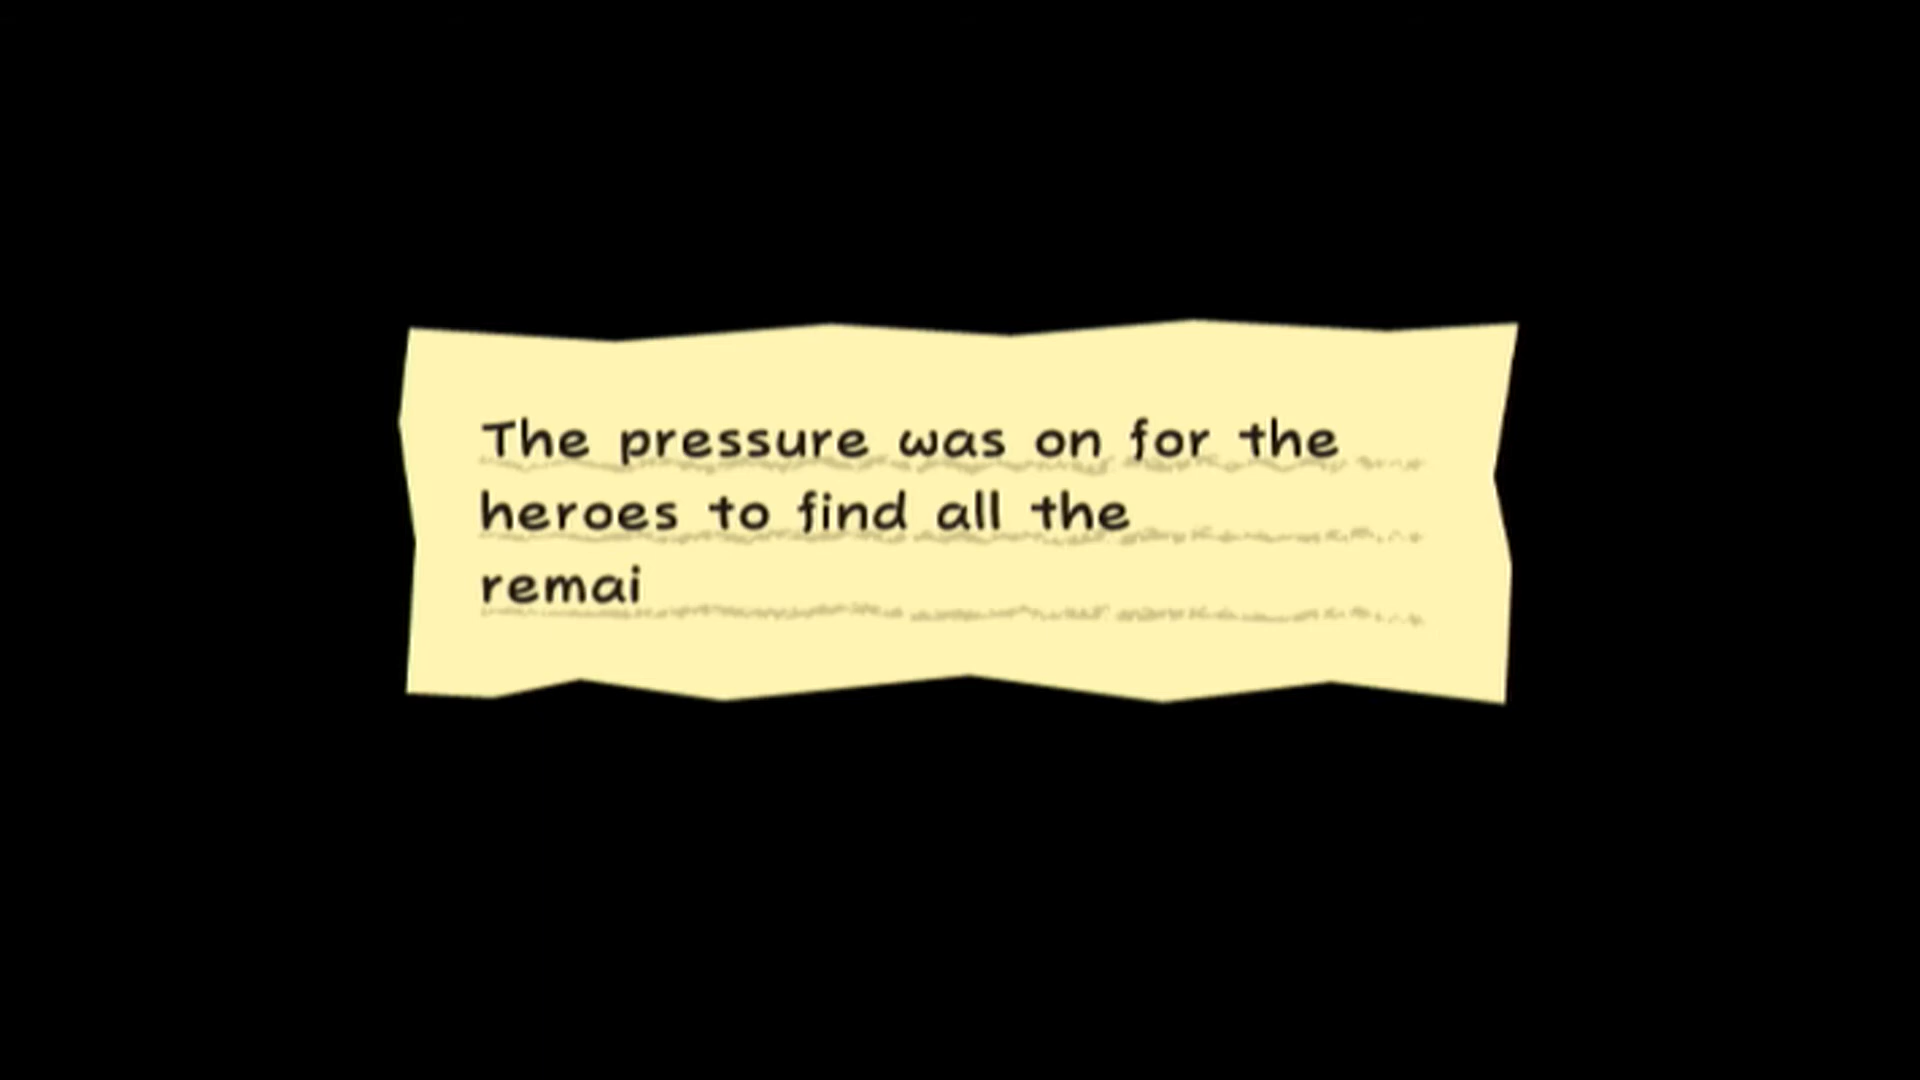 The pressure was on for the
heroes to find all the
remai